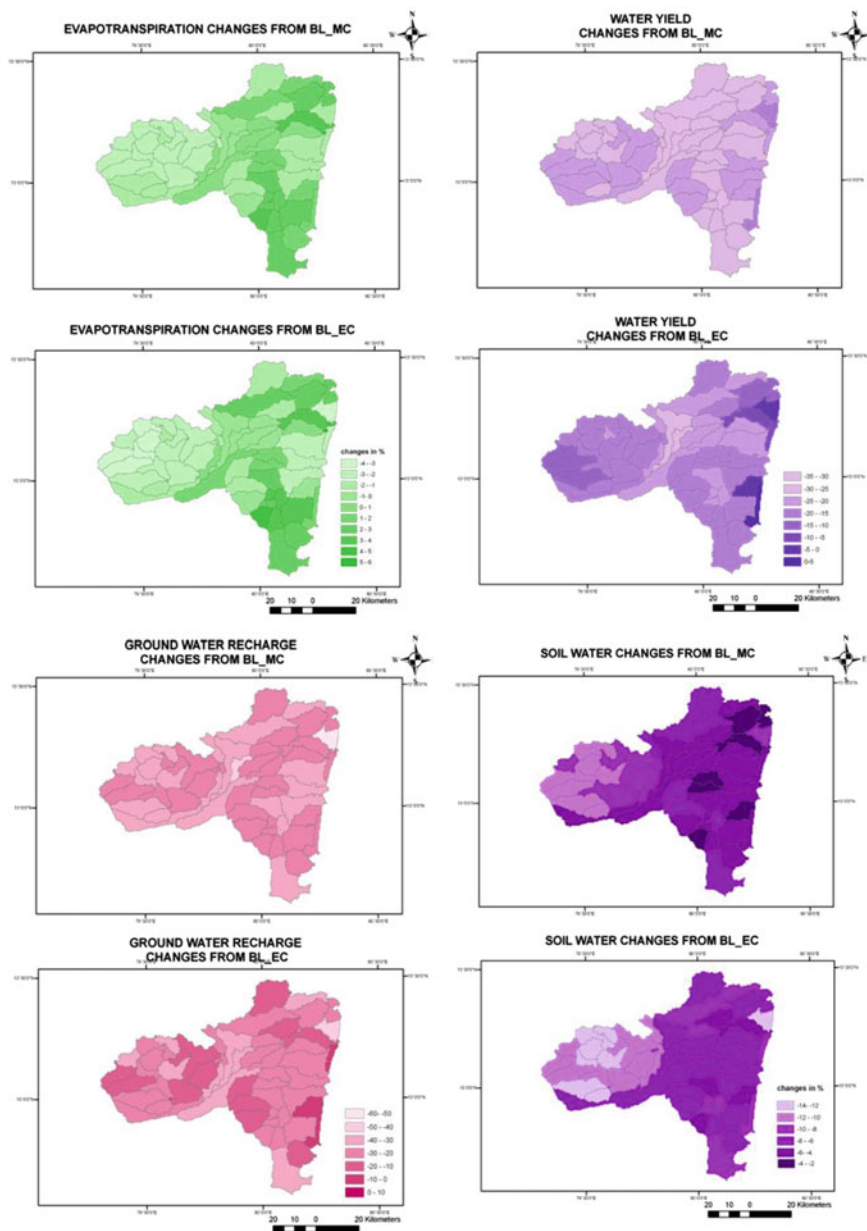 EVAPOTRANSPIRATION CHANGES FROM BL_MC
N
W
S
WATER YIELD
CHANGES FROM BL_MC
N
W
E
S
EVAPOTRANSPIRATION CHANGES FROM BL_EC
changes in %
-4 - -3
-3 - -2
-2 - -1
-1 - 0
0 - 1
1 - 2
2 - 3
3 - 4
4 - 5
5 - 6
20 10 0 20 Kilometers
WATER YIELD
CHANGES FROM BL_EC
-35 - -30
-30 - -25
-25 - -20
-20 - -15
-15 - -10
-10 - -5
-5 - 0
0-5
20 10 0 20 Kilometers
GROUND WATER RECHARGE
CHANGES FROM BL_MC
N
W
S
SOIL WATER CHANGES FROM BL_MC
N
W
E
S
GROUND WATER RECHARGE
CHANGES FROM BL_EC
changes in %
-60 - -50
-50 - -40
-40 - -30
-30 - -20
-20 - -10
-10 - 0
0 - 10
20 10 0 20 Kilometers
SOIL WATER CHANGES FROM BL_EC
changes in %
-14 - -12
-12 - -10
-10 - -8
-8 - -6
-6 - -4
-4 - -2
20 10 0 20 Kilometers